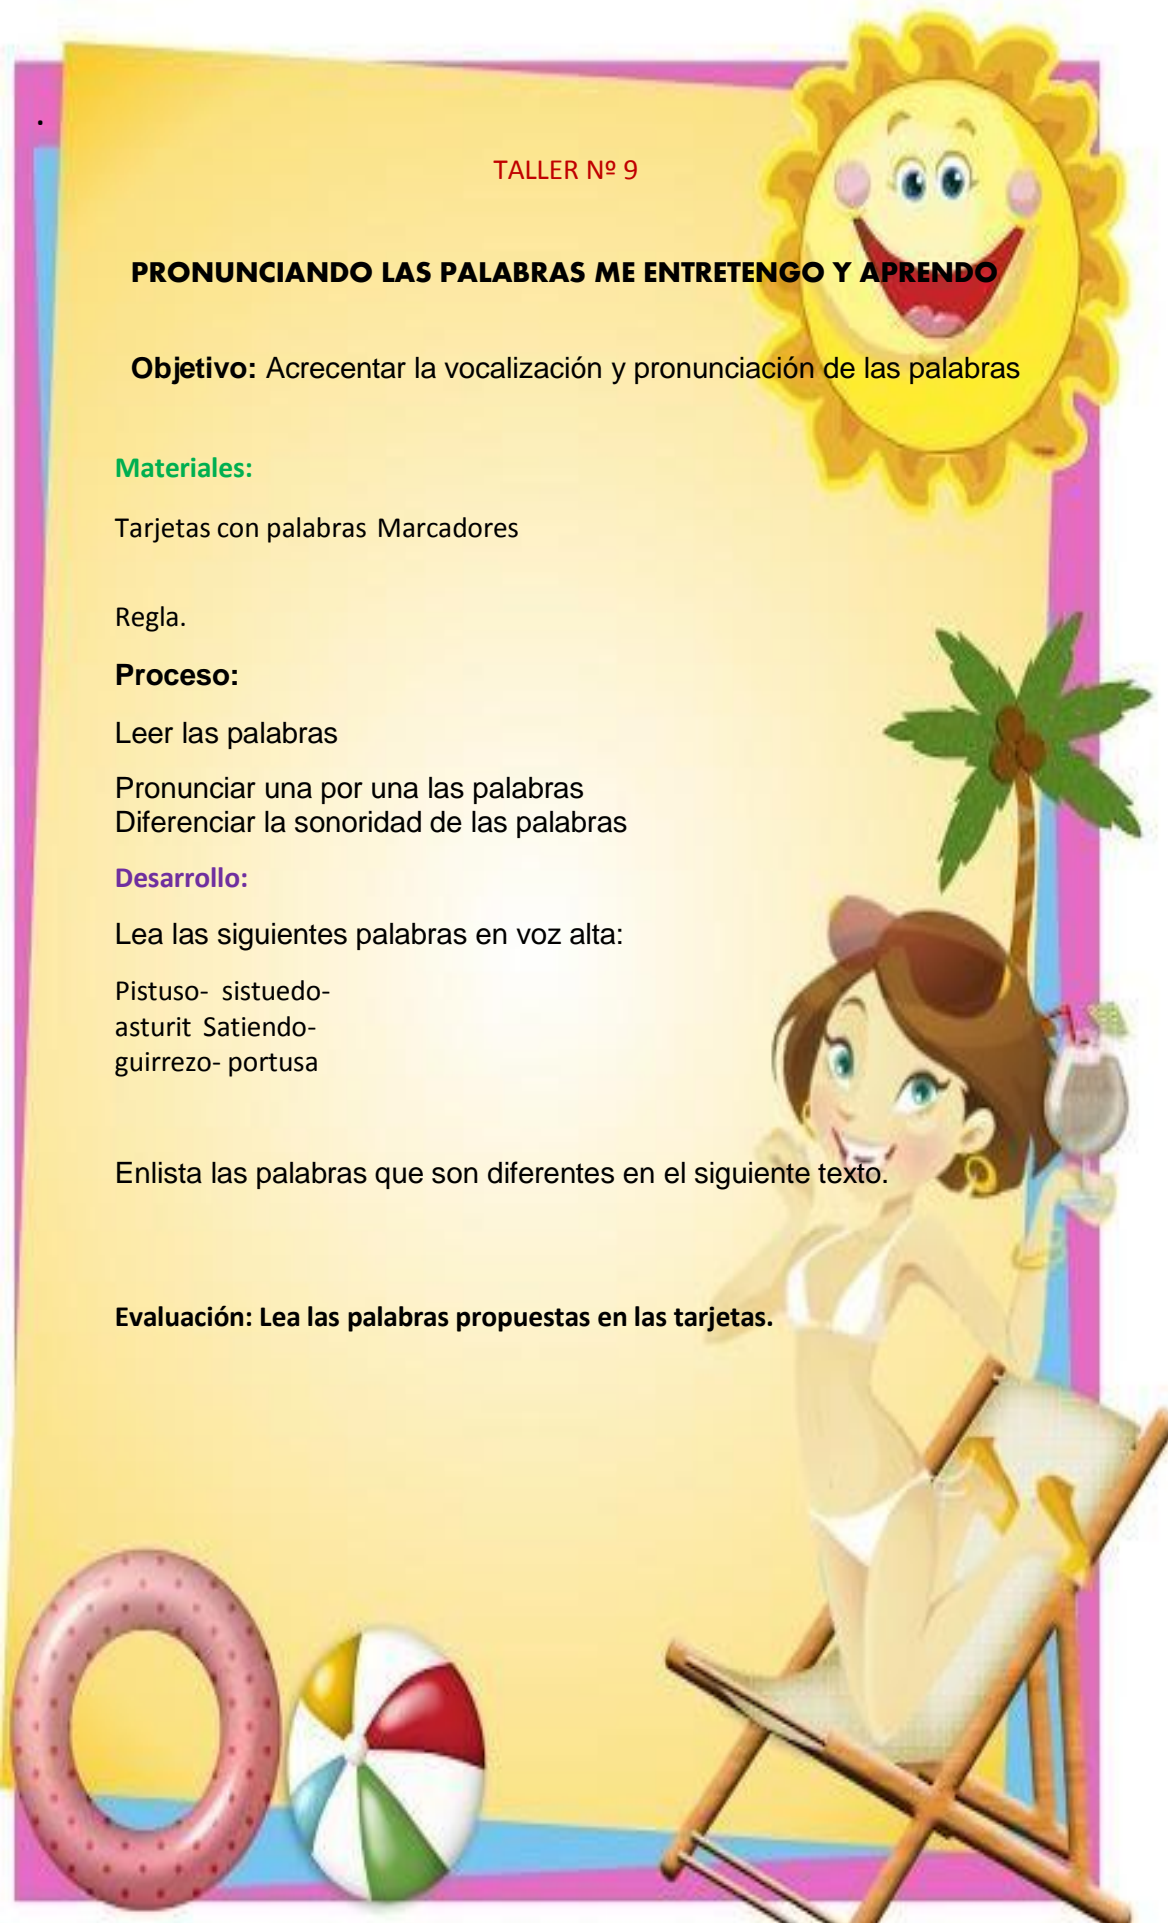 .
TALLER Nº 9
PRONUNCIANDO LAS PALABRAS ME ENTRETENGO Y APRENDO
Objetivo: Acrecentar la vocalización y pronunciación de las palabras
Materiales:
Tarjetas con palabras Marcadores
Regla.
Proceso:
Leer las palabras
Pronunciar una por una las palabras
Diferenciar la sonoridad de las palabras
Desarrollo:
Lea las siguientes palabras en voz alta:
Pistuso- sistuedo-
asturit Satiendo-
guirrezo- portusa
Enlista las palabras que son diferentes en el siguiente texto.
Evaluación: Lea las palabras propuestas en las tarjetas.